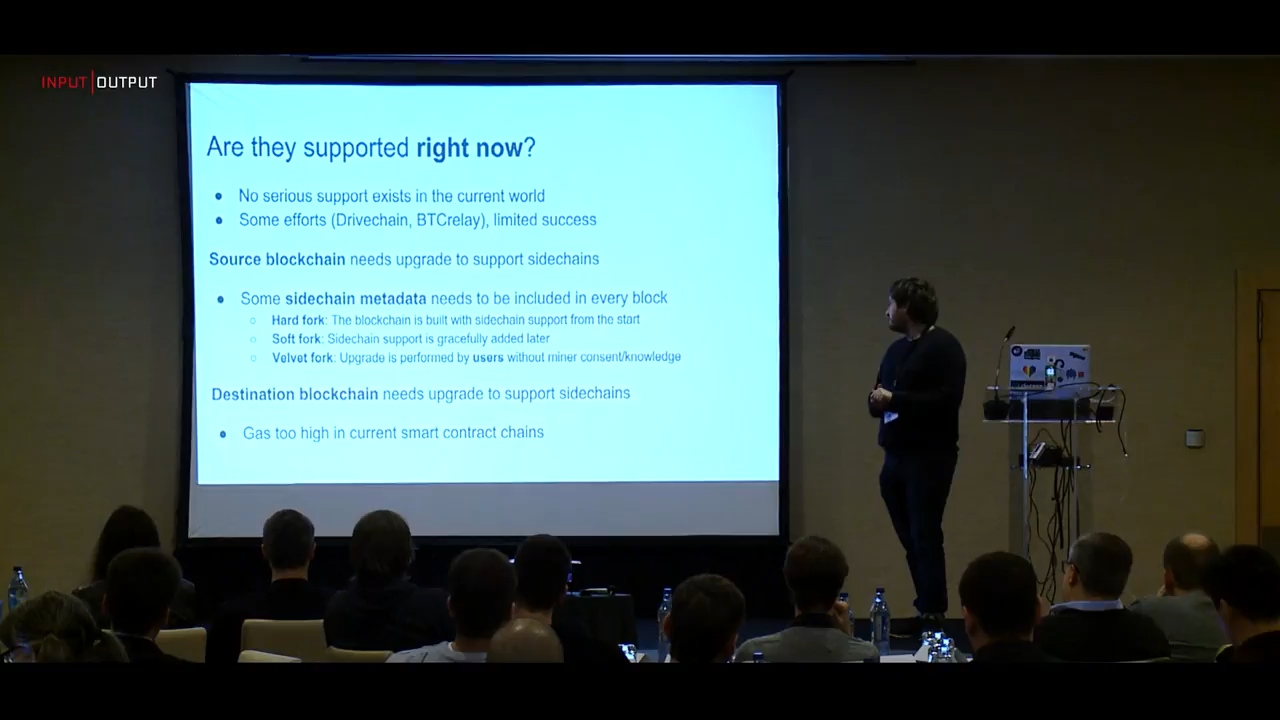 INPUT|OUTPUT
Are they supported right now?
● No serious support exists in the current world
● Some efforts (Drivechain, BTCrelay), limited success
Source blockchain needs upgrade to support sidechains
● Some sidechain metadata needs to be included in every block
○ Hard fork: The blockchain is built with sidechain support from the start
○ Soft fork: Sidechain support is gracefully added later
○ Velvet fork: Upgrade is performed by users without miner consent/knowledge
Destination blockchain needs upgrade to support sidechains
● Gas too high in current smart contract chains